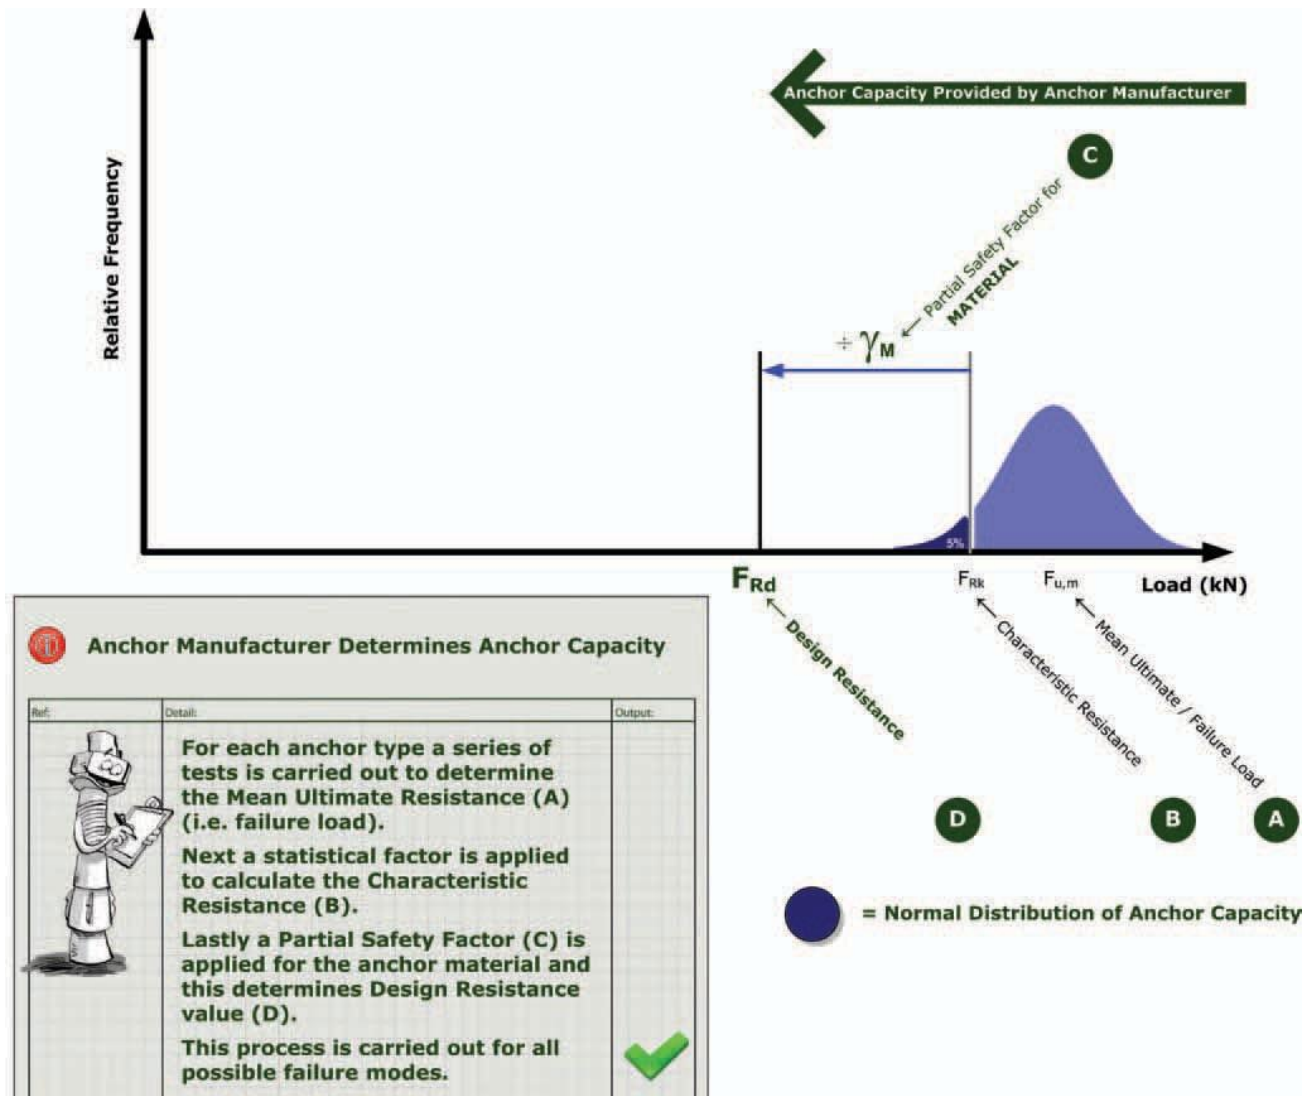 Anchor Capacity Provided by Anchor Manufacturer
C
Partial Safety Factor for
MATERIAL
÷ γM
Relative Frequency
5%
FRd
FRk
Fu,m
Load (kN)
Design Resistance
Characteristic Resistance
Mean Ultimate / Failure Load
D
B
A
= Normal Distribution of Anchor Capacity
Anchor Manufacturer Determines Anchor Capacity
Ref:
Detail:
Output:
For each anchor type a series of
tests is carried out to determine
the Mean Ultimate Resistance (A)
(i.e. failure load).
Next a statistical factor is applied
to calculate the Characteristic
Resistance (B).
Lastly a Partial Safety Factor (C) is
applied for the anchor material and
this determines Design Resistance
value (D).
This process is carried out for all
possible failure modes.